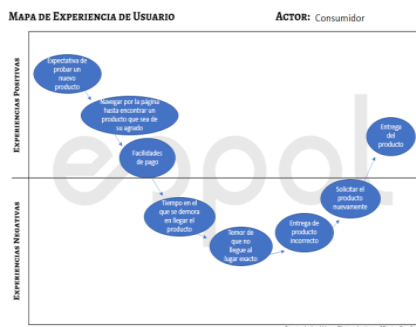 MAPA DE EXPERIENCIA DE USUARIO
ACTOR: Consumidor
EXPERIENCIAS POSITIVAS
Expectativa de
probar un
nuevo
producto
Navegar por la página
hasta encontrar un
producto que sea de
su agrado
Facilidades
de pago
Entrega
del
producto
espol
EXPERIENCIAS NEGATIVAS
Tiempo en el
que se demora
en llegar el
producto
Temor de
que no
llegue al
lugar exacto
Entrega de
producto
incorrecto
Solicitar el
producto
nuevamente